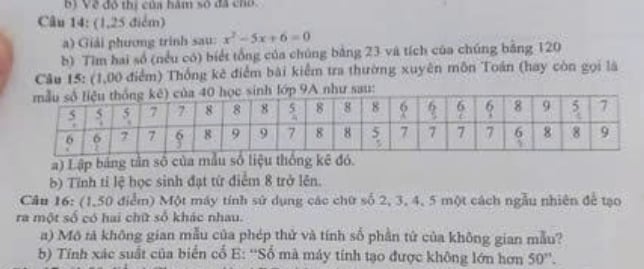 b) Vẽ đồ thị của hàm số đã cho.
Câu 14: (1,25 điểm)
a) Giải phương trình sau: x² – 5x + 6 = 0
b) Tìm hai số (nếu có) biết tổng của chúng bằng 23 và tích của chúng bằng 120
Câu 15: (1,00 điểm) Thống kê điểm bài kiểm tra thường xuyên môn Toán (hay còn gọi là
mẫu số liệu thống kê) của 40 học sinh lớp 9A như sau:
5 5 5 7 7 8 8 8 5 8 8 8 6 6 6 6 8 9 5 7
6 6 7 7 6 8 9 9 7 8 8 5 7 7 7 7 6 8 8 9
a) Lập bảng tần số của mẫu số liệu thống kê đó.
b) Tính tỉ lệ học sinh đạt từ điểm 8 trở lên.
Câu 16: (1,50 điểm) Một máy tính sử dụng các chữ số 2, 3, 4, 5 một cách ngẫu nhiên để tạo
ra một số có hai chữ số khác nhau.
a) Mô tả không gian mẫu của phép thử và tính số phần tử của không gian mẫu?
b) Tính xác suất của biến cố E: “Số mà máy tính tạo được không lớn hơn 50”.